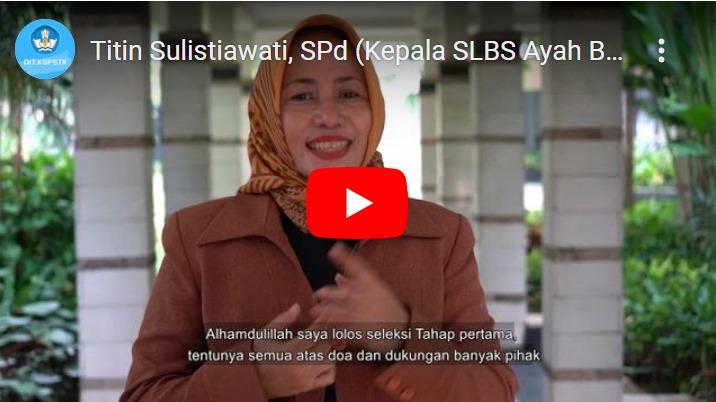 DIT.KSPSTK
Titin Sulistiawati, SPd (Kepala SLBS Ayah B...
Alhamdulillah saya lolos seleksi Tahap pertama,
tentunya semua atas doa dan dukungan banyak pihak